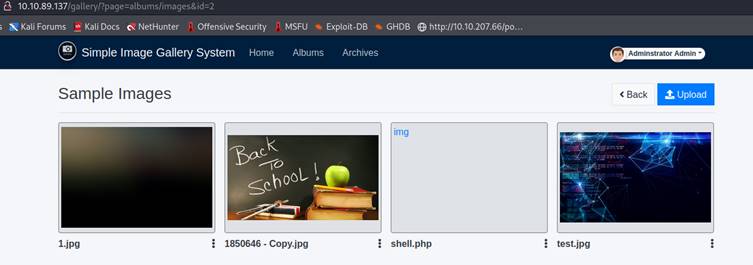 10.10.89.137/gallery/?page=albums/images&id=2
s Kali Forums Kali Docs NetHunter Offensive Security MSFU Exploit-DB GHDB http://10.10.207.66/po...
Simple Image Gallery System Home Albums Archives Adminstrator Admin
Sample Images Back Upload
img
Back
To
School!
1.jpg 1850646 - Copy.jpg shell.php test.jpg